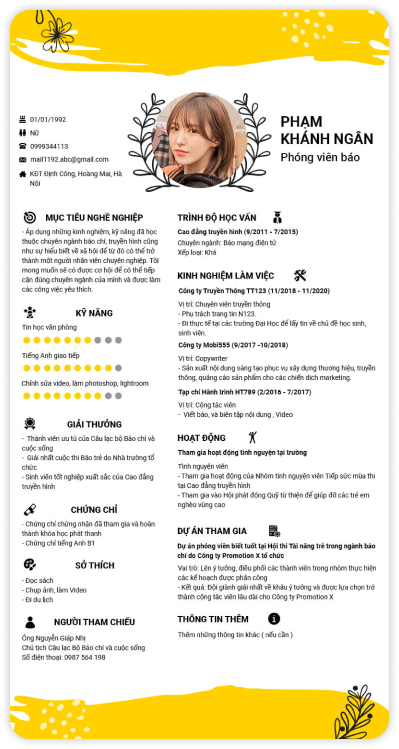 PHẠM
KHÁNH NGÂN
Phóng viên báo
01/01/1992
Nữ
0999344113
mail1192.abc@gmail.com
KĐT Định Công, Hoàng Mai, Hà
Nội
MỤC TIÊU NGHỀ NGHIỆP
- Áp dụng những kinh nghiệm, kỹ năng đã học
thuộc chuyên ngành báo chí, truyền hình cũng
như sự hiểu biết về xã hội để từ đó có thể trở
thành một người nhân viên chuyên nghiệp. Tôi
mong muốn sẽ có được cơ hội để có thể tiếp
cận đúng chuyên ngành của mình và được làm
các công việc yêu thích.
KỸ NĂNG
Tin học văn phòng
Tiếng Anh giao tiếp
Chỉnh sửa video, làm photoshop, lightroom
GIẢI THƯỞNG
- Thành viên ưu tú của Câu lạc bộ Báo chí và
cuộc sống
- Giải nhất cuộc thi Báo trẻ do Nhà trường tổ
chức
- Sinh viên tốt nghiệp xuất sắc của Cao đẳng
truyền hình
CHỨNG CHỈ
- Chứng chỉ chứng nhận đã tham gia và hoàn
thành khóa học phát thanh
- Chứng chỉ tiếng Anh B1
SỞ THÍCH
- Đọc sách
- Chụp ảnh, làm Video
- Đi du lịch
NGƯỜI THAM CHIẾU
Ông Nguyễn Giáp Nhị
Chủ tịch Câu lạc Bộ Báo chí và cuộc sống
Số điện thoại: 0987 564 198
TRÌNH ĐỘ HỌC VẤN
Cao đẳng truyền hình (9/2011 - 7/2015)
Chuyên ngành: Báo mạng điện tử
Xếp loại: Khá
KINH NGHIỆM LÀM VIỆC
Công ty Truyền Thông TT123 (11/2018 - 11/2020)
Vị trí: Chuyên viên truyền thông
- Phụ trách trang tin N123.
- Đi thực tế tại các trường Đại Học để lấy tin về chủ đề học sinh,
sinh viên.
Công ty Mobi555 (9/2017 -10/2018)
Vị trí: Copywriter
- Sản xuất nội dung sáng tạo phục vụ xây dựng thương hiệu, truyền
thông, quảng cáo sản phẩm cho các chiến dịch marketing.
Tạp chí Hành trình HT789 (2/2016 - 7/2017)
Vị trí: Cộng tác viên
- Viết báo, và biên tập nội dung , Video
HOẠT ĐỘNG
Tham gia hoạt động tình nguyện tại trường
Tình nguyện viên
- Tham gia hoạt động của Nhóm tình nguyện viên Tiếp sức mùa thi
tại Cao đẳng truyền hình
- Tham gia vào Hội phát động Quỹ từ thiện để giúp đỡ các trẻ em
nghèo vùng cao
DỰ ÁN THAM GIA
Dự án phóng viên biết tuốt tại Hội thi Tài năng trẻ trong ngành báo
chí do Công ty Promotion X tổ chức
Vai trò: Lên ý tưởng, điều phối các thành viên trong nhóm thực hiện
các kế hoạch được phân công
- Kết quả: Đội giành giải nhất về khẩu ý tưởng và được lựa chọn trở
thành cộng tác viên lâu dài cho Công ty Promotion X
THÔNG TIN THÊM
Thêm những thông tin khác ( nếu cần )